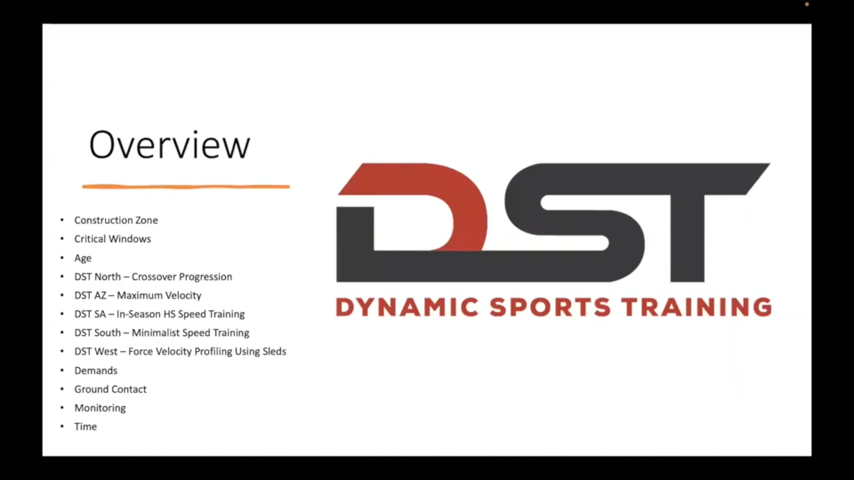 Overview
Construction Zone
Critical Windows
Age
DST North – Crossover Progression
DST AZ – Maximum Velocity
DST SA – In-Season HS Speed Training
DST South – Minimalist Speed Training
DST West – Force Velocity Profiling Using Sleds
Demands
Ground Contact
Monitoring
Time
DST
DYNAMIC SPORTS TRAINING